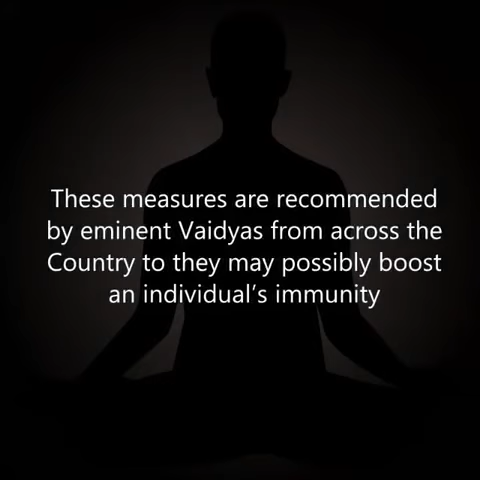 These measures are recommended
by eminent Vaidyas from across the
Country to they may possibly boost
an individual’s immunity